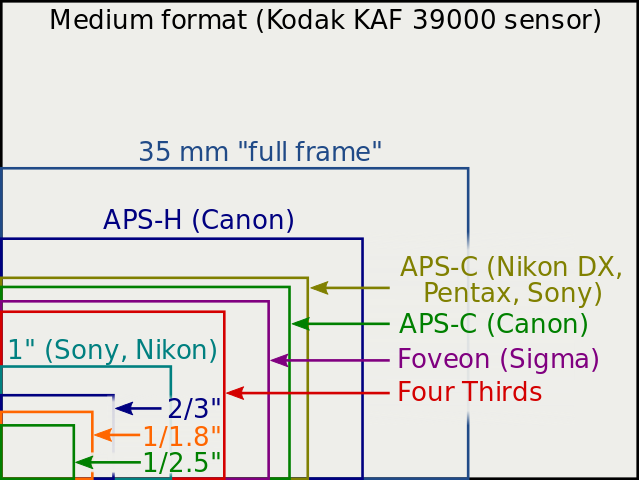 Medium format (Kodak KAF 39000 sensor)
35 mm "full frame"
APS-H (Canon)
APS-C (Nikon DX,
Pentax, Sony)
APS-C (Canon)
1" (Sony, Nikon)
Foveon (Sigma)
Four Thirds
2/3"
1/1.8"
1/2.5"